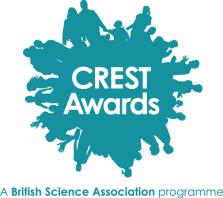 CREST
Awards
A British Science Association programme